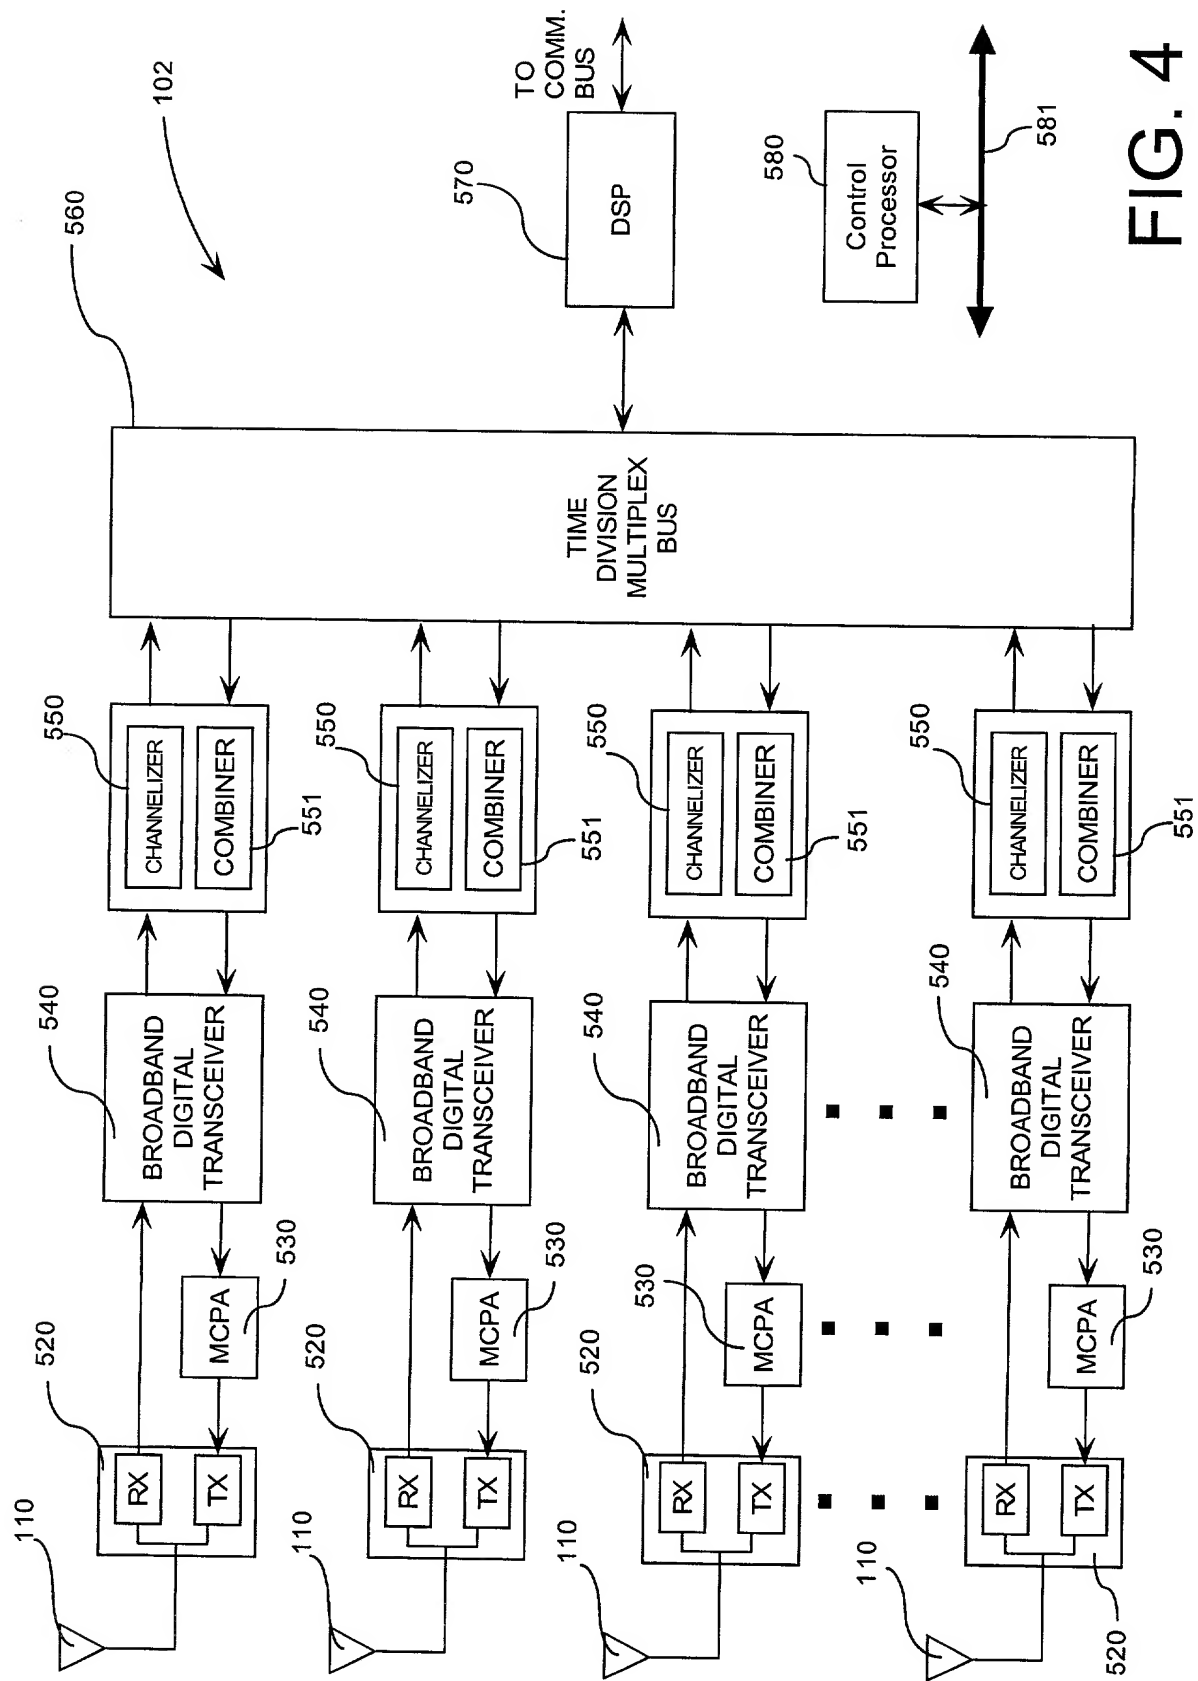 102
560
TO
COMM.
BUS
570
DSP
580
Control
Processor
581
FIG. 4
TIME
DIVISION
MULTIPLEX
BUS
110
520
RX
TX
MCPA
530
540
BROADBAND
DIGITAL
TRANSCEIVER
550
CHANNELIZER
COMBINER
551
110
520
RX
TX
MCPA
530
540
BROADBAND
DIGITAL
TRANSCEIVER
550
CHANNELIZER
COMBINER
551
110
520
RX
TX
530
MCPA
540
BROADBAND
DIGITAL
TRANSCEIVER
550
CHANNELIZER
COMBINER
551
110
520
RX
TX
MCPA
530
540
BROADBAND
DIGITAL
TRANSCEIVER
550
CHANNELIZER
COMBINER
551